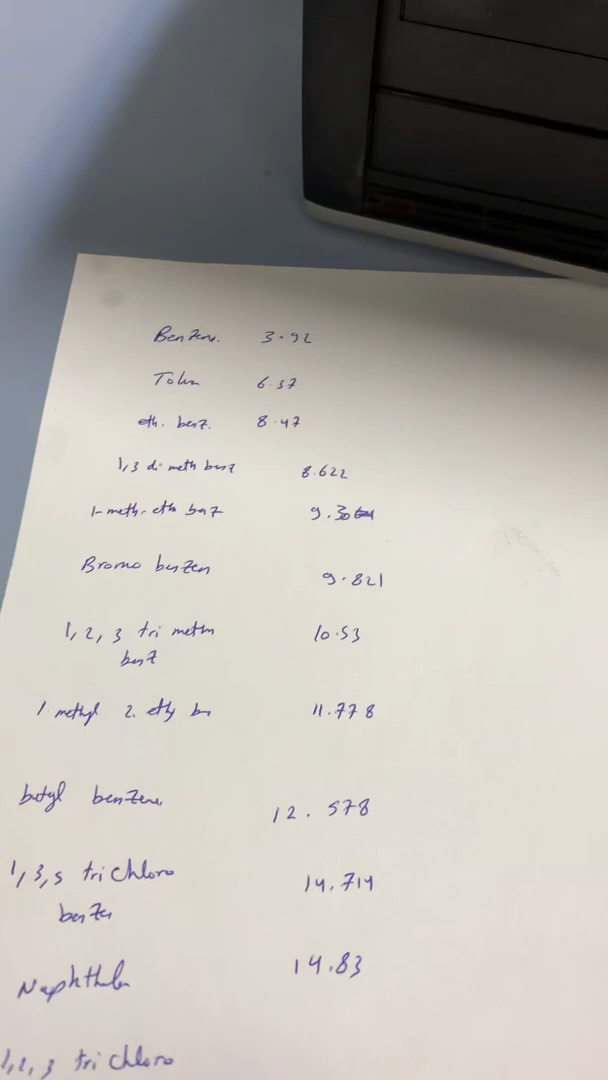 Benzene. 3.92
Tolun 6.37
eth. benz. 8.47
1,3 di meth benz 8.622
1-meth. eth benz 9.30
Bromo benzen 9.821
1,2,3 tri methn 10.53
benz
1. methyl 2. ethy bn 11.778
butyl benzene 12.578
1,3,5 trichloro 14.714
benzen
Naphthaln 14.83
1,2,3 trichloro